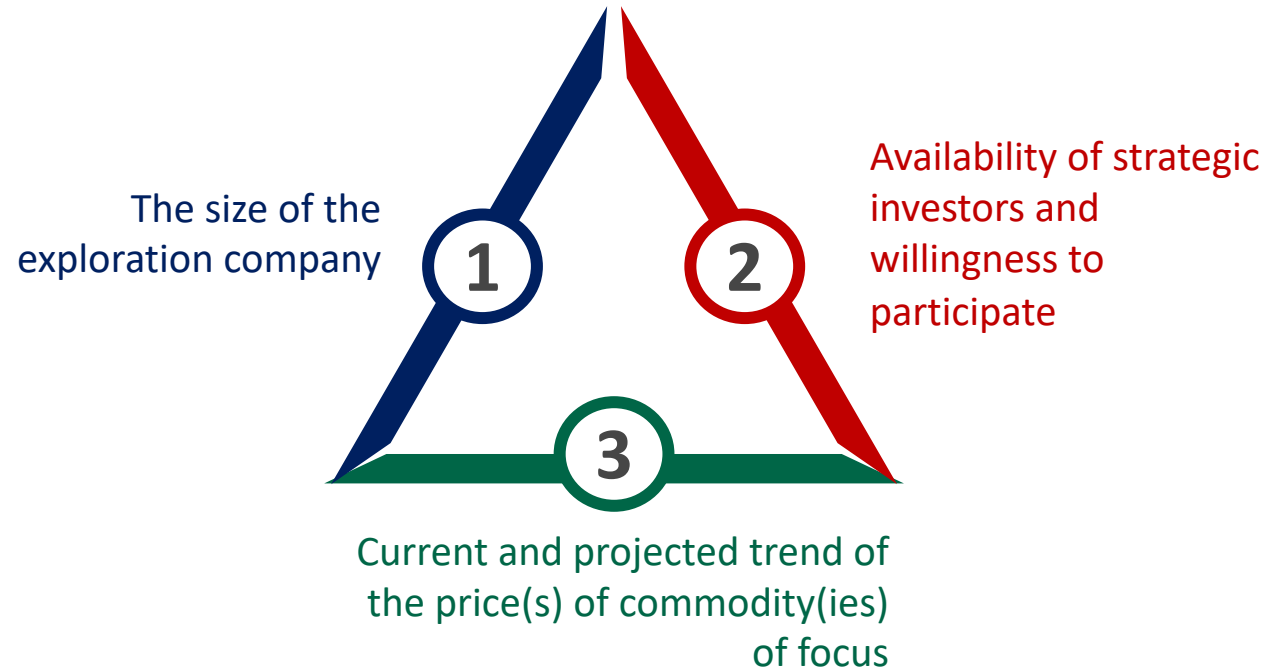 The size of the
exploration company
1
2
Availability of strategic
investors and
willingness to
participate
3
Current and projected trend of
the price(s) of commodity(ies)
of focus